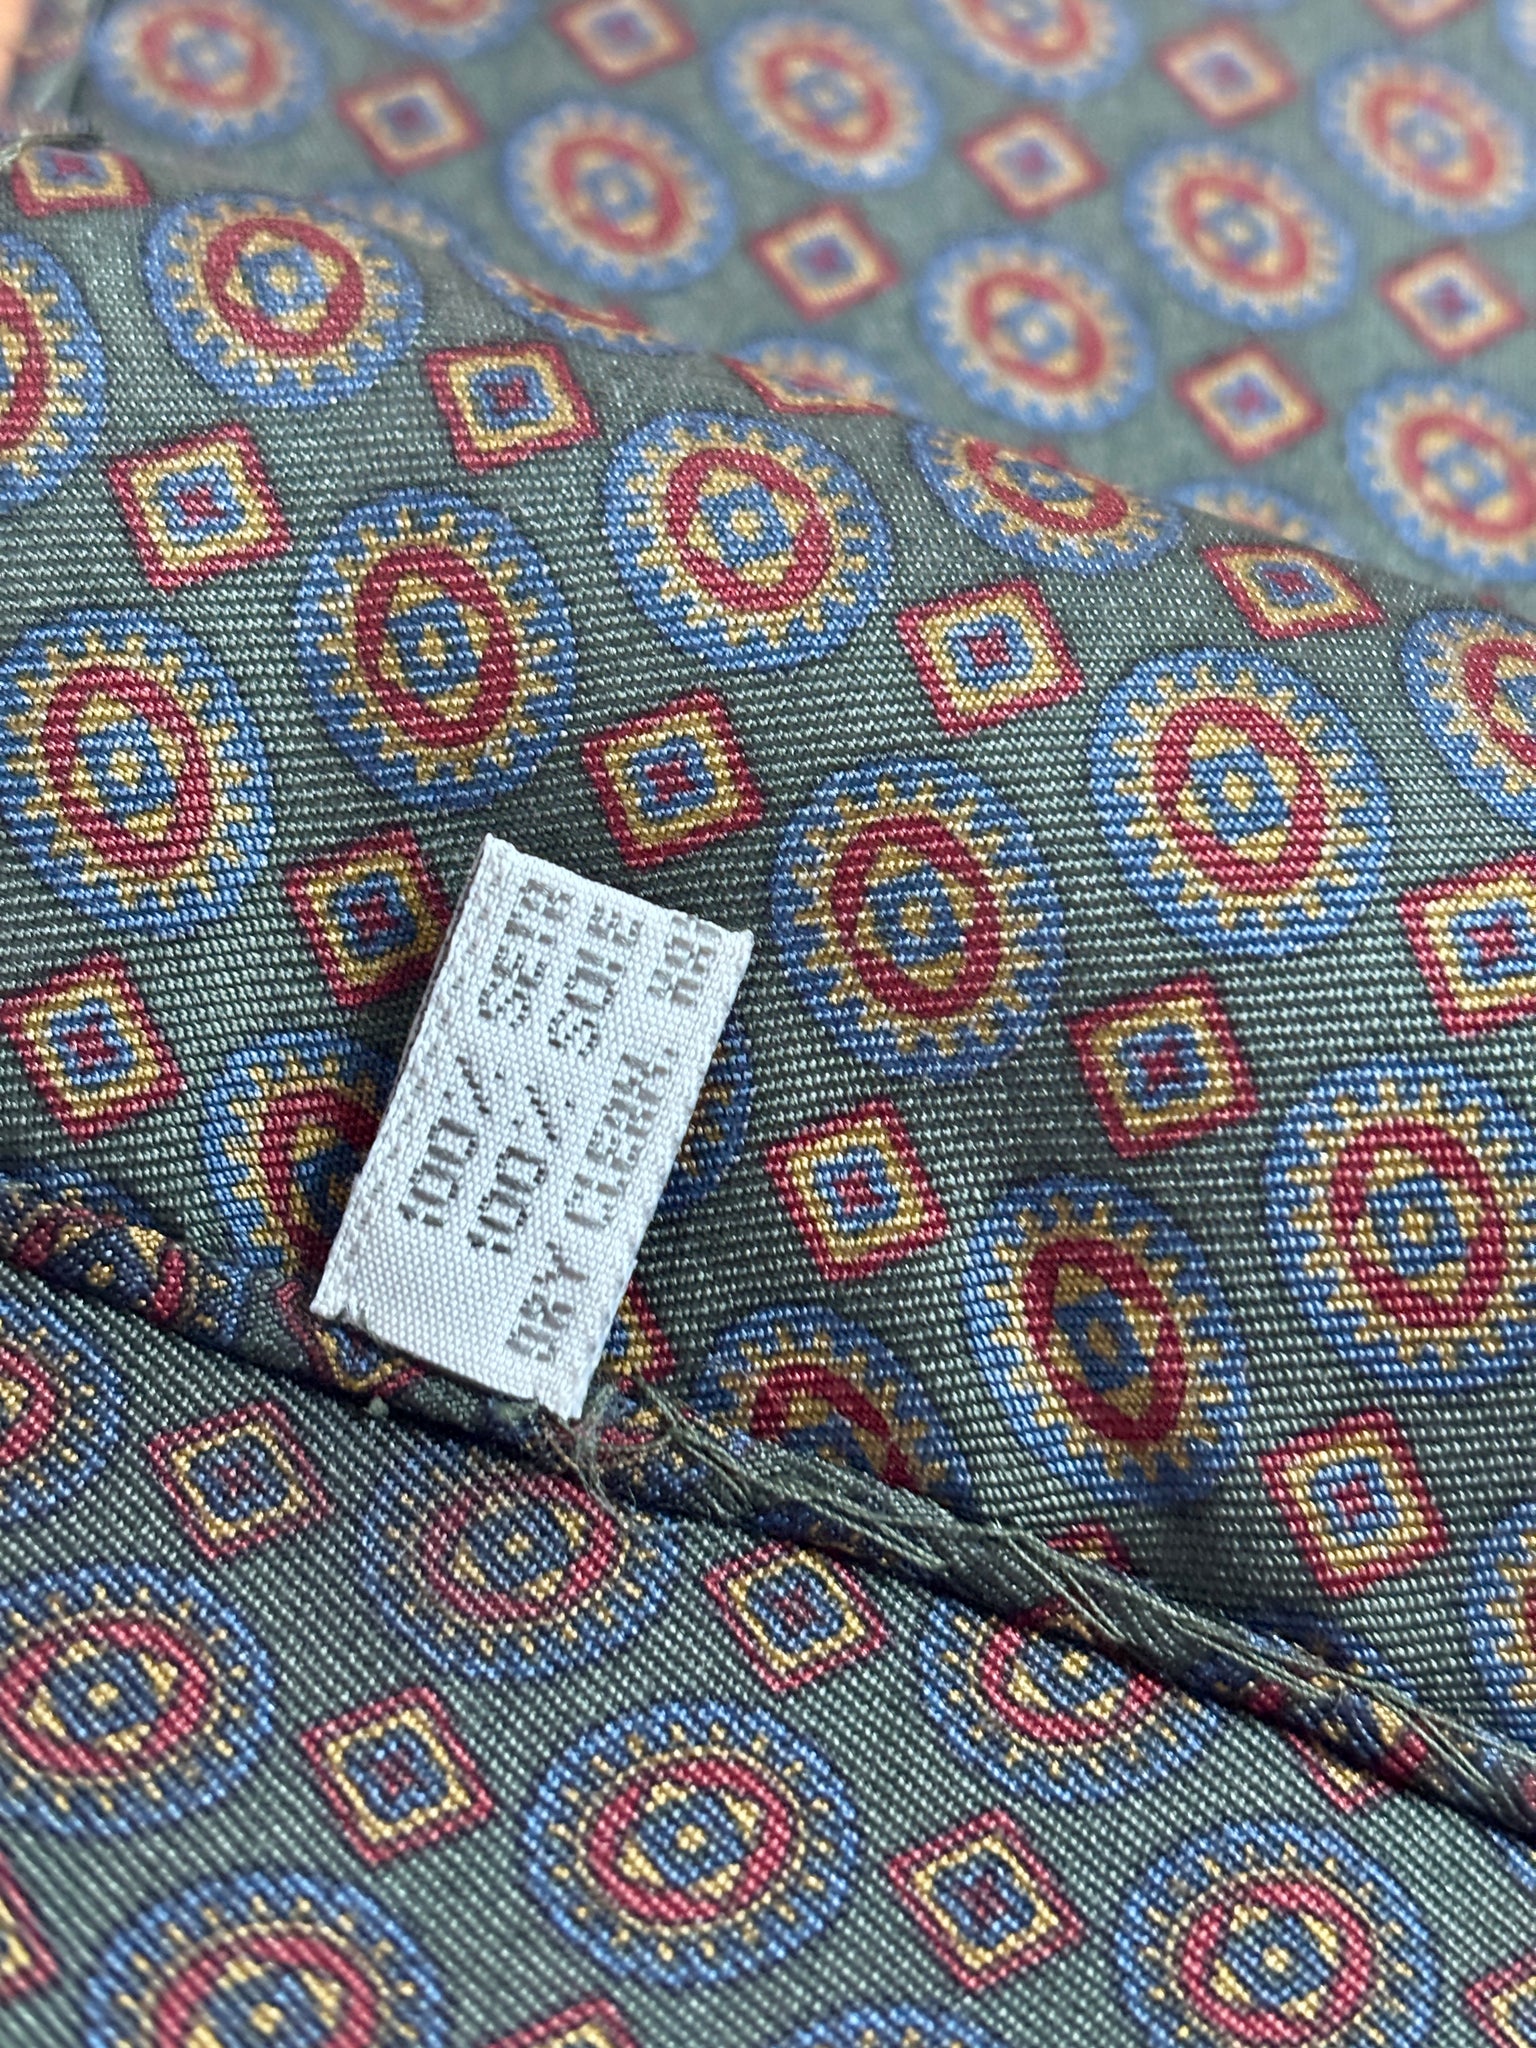 100% SETA
100% SOIE
DRY CLEAN.